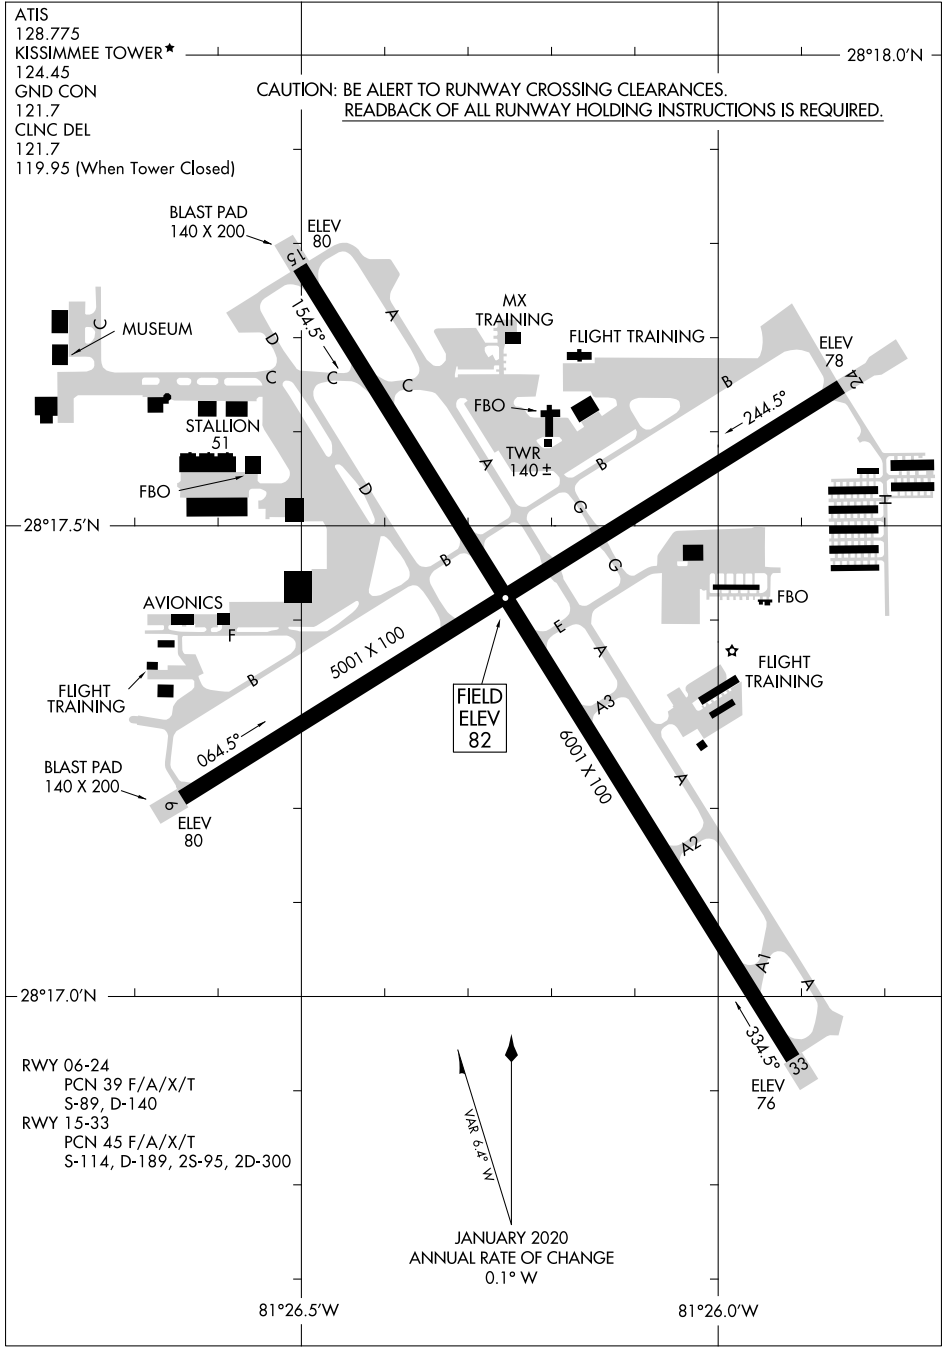 ATIS
128.775
KISSIMMEE TOWER★
124.45
GND CON
121.7
CLNC DEL
121.7
119.95 (When Tower Closed)
28°18.0'N
CAUTION: BE ALERT TO RUNWAY CROSSING CLEARANCES.
READBACK OF ALL RUNWAY HOLDING INSTRUCTIONS IS REQUIRED.
BLAST PAD
140 X 200
ELEV
80
15
154.5°
A
D
C
C
C
C
MUSEUM
MX
TRAINING
FLIGHT TRAINING
ELEV
78
24
244.5°
B
FBO
TWR
140 ±
STALLION
51
FBO
A
B
G
D
H
28°17.5'N
B
G
AVIONICS
F
FBO
E
A
5001 X 100
B
FLIGHT
TRAINING
FLIGHT
TRAINING
A3
FIELD
ELEV
82
064.5°
6001 X 100
BLAST PAD
140 X 200
6
ELEV
80
A
A2
A1
A
28°17.0'N
334.5°
33
ELEV
76
RWY 06-24
PCN 39 F/A/X/T
S-89, D-140
RWY 15-33
PCN 45 F/A/X/T
S-114, D-189, 2S-95, 2D-300
VAR 6.4° W
JANUARY 2020
ANNUAL RATE OF CHANGE
0.1° W
81°26.5'W
81°26.0'W